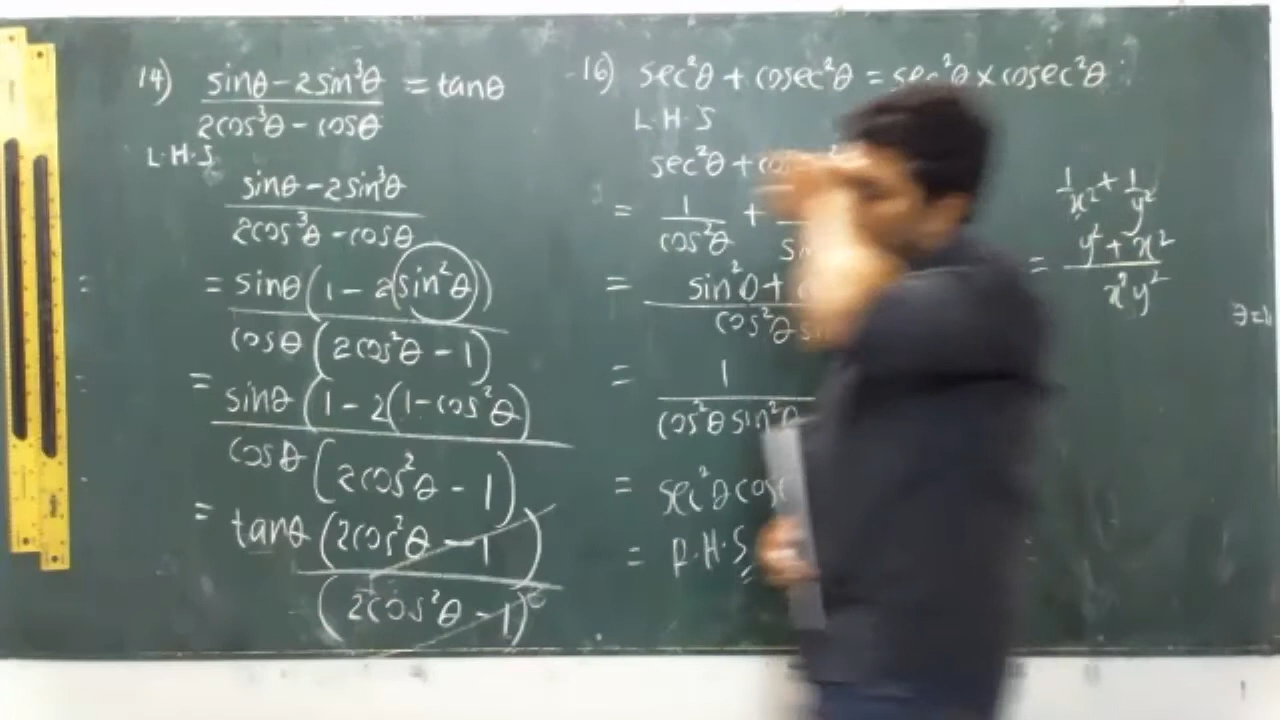 14) sinθ - 2sin³θ = tanθ
2cos³θ - cosθ
L.H.S
sinθ - 2sin³θ
2cos³θ - cosθ
= = sinθ(1 - 2(sin²θ))
cosθ(2cos²θ - 1)
= sinθ(1 - 2(1-cos²θ)
cosθ(2cos²θ - 1)
= tanθ(2cos²θ - 1)
(2cos²θ - 1)
16) sec²θ + cosec²θ = sec²θ × cosec²θ
L.H.S
sec²θ +
= 1 +
cos²θ
= sin²θ +
cos²θ
= 1
cos²θ sin²θ
= sec²θ
= R.H.S
1 + 1
x² y²
= y² + x²
x²y²